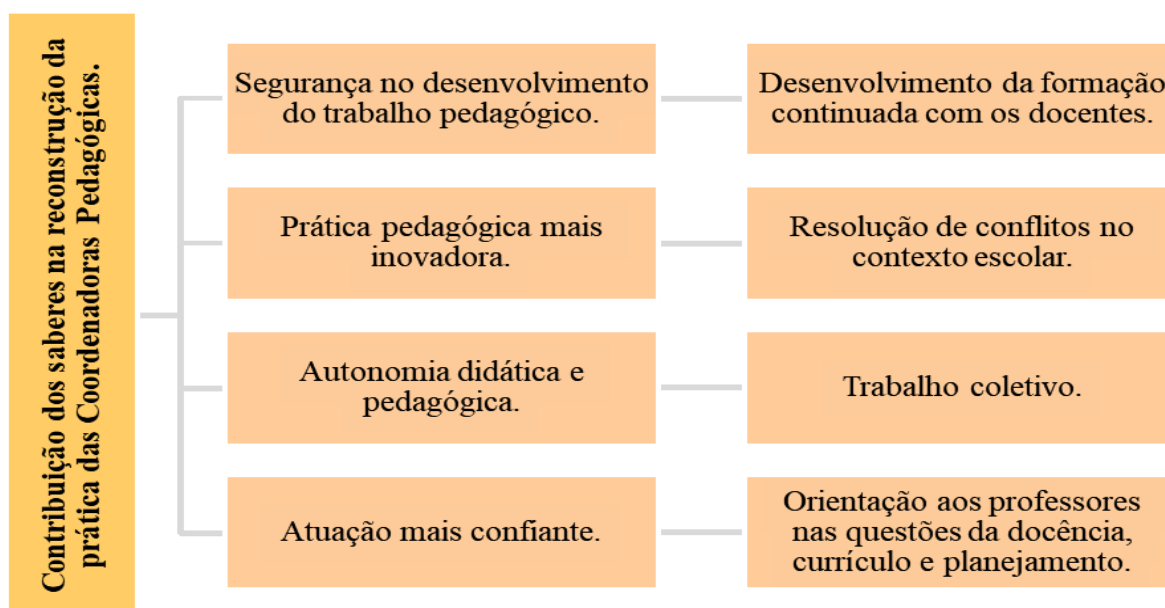 Contribuição dos saberes na reconstrução da
prática das Coordenadoras Pedagógicas.
Segurança no desenvolvimento
do trabalho pedagógico.
Desenvolvimento da formação
continuada com os docentes.
Prática pedagógica mais
inovadora.
Resolução de conflitos no
contexto escolar.
Autonomia didática e
pedagógica.
Trabalho coletivo.
Atuação mais confiante.
Orientação aos professores
nas questões da docência,
currículo e planejamento.